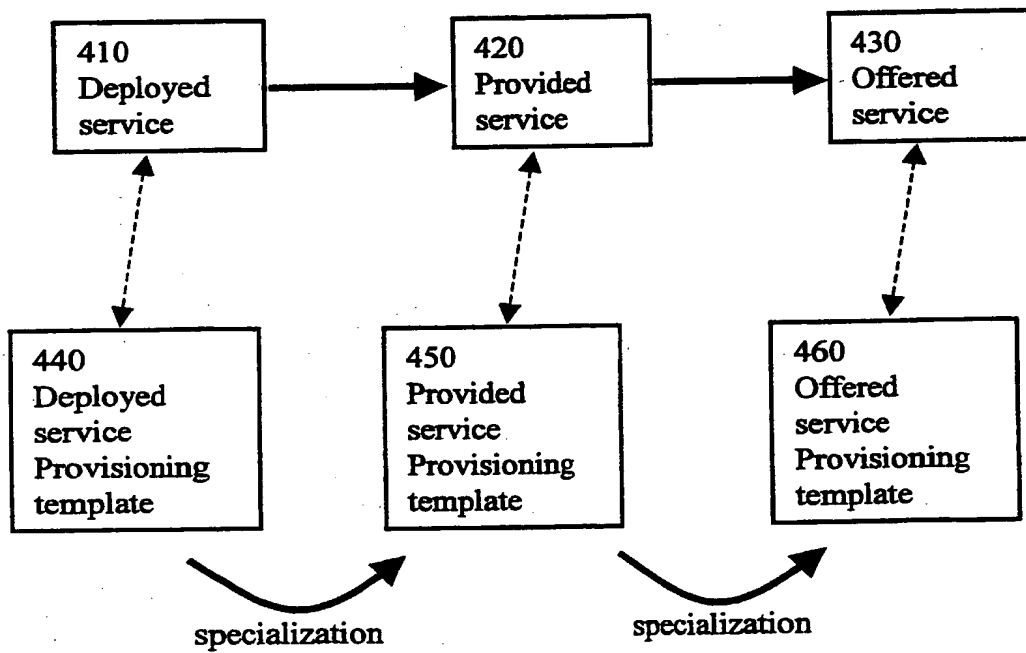 410
Deployed
service
420
Provided
service
430
Offered
service
440
Deployed
service
Provisioning
template
450
Provided
service
Provisioning
template
460
Offered
service
Provisioning
template
specialization
specialization